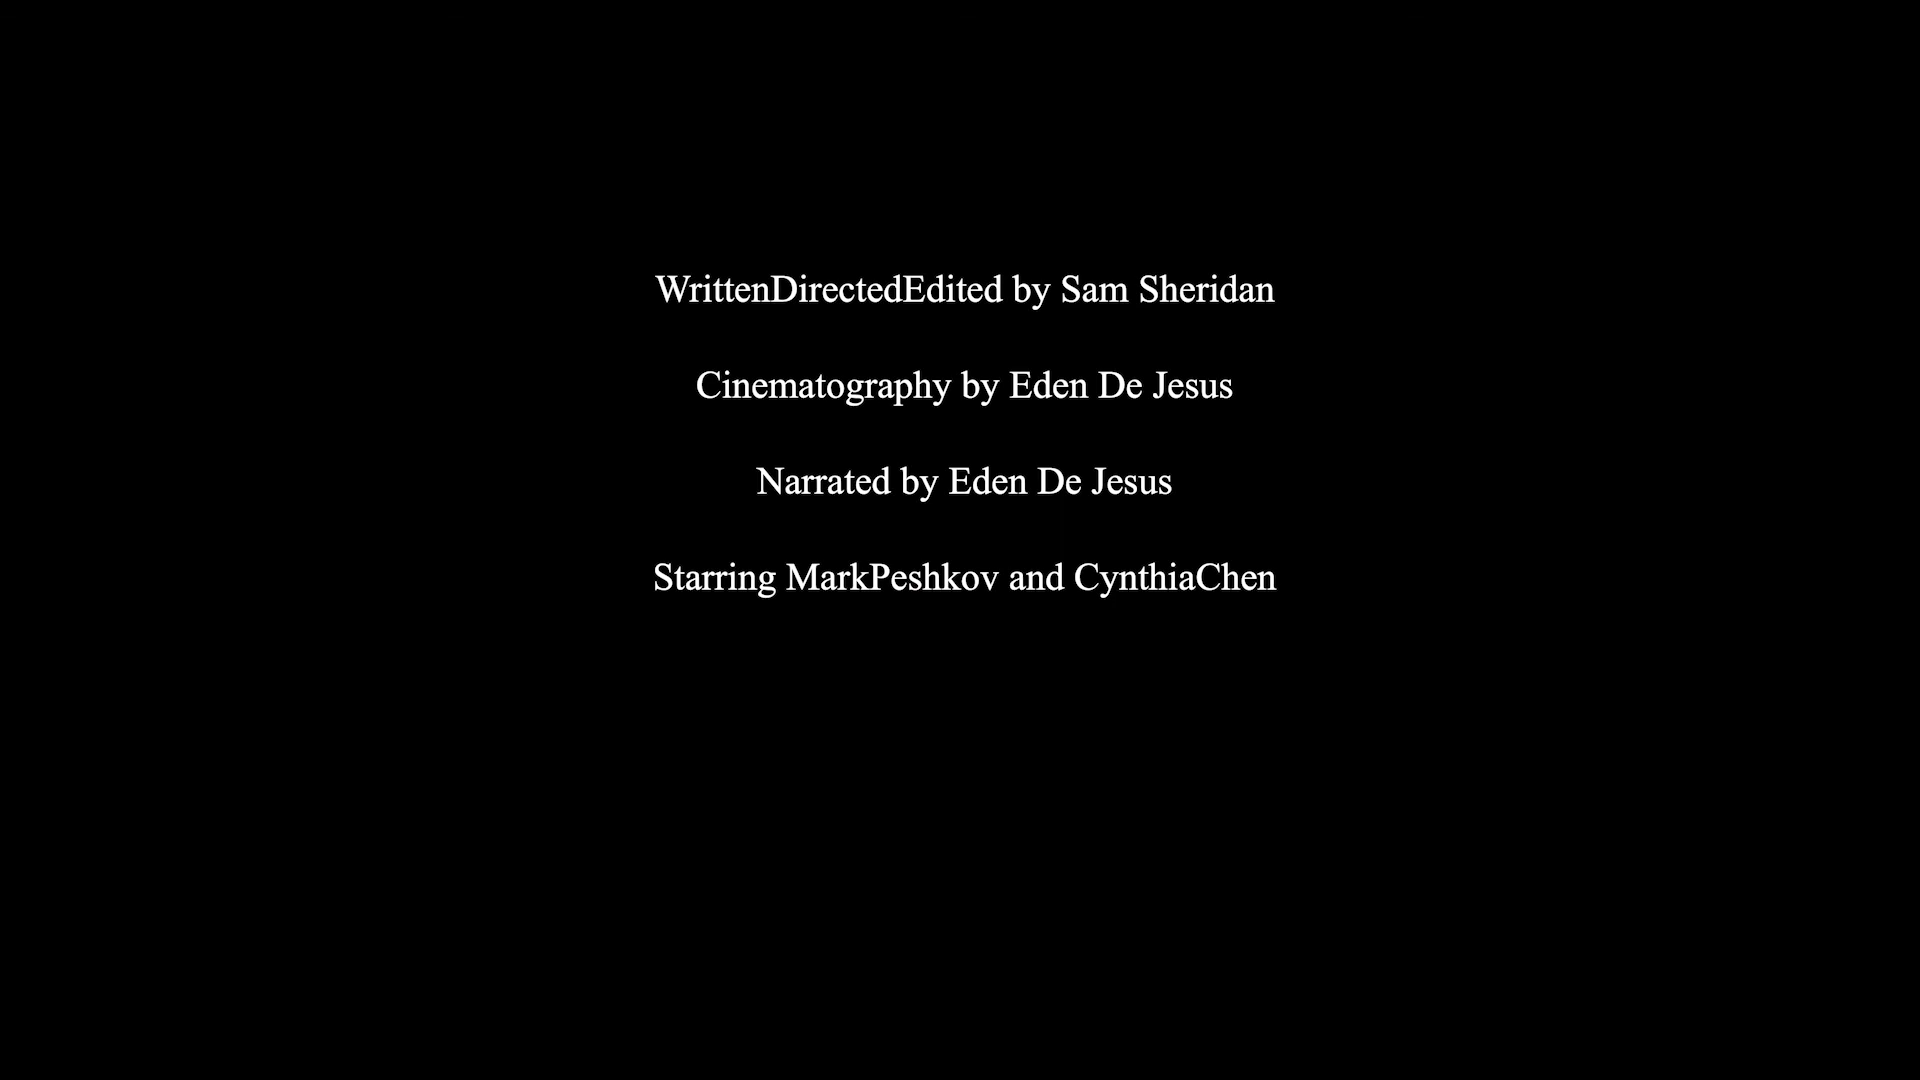 WrittenDirectedEdited by Sam Sheridan
Cinematography by Eden De Jesus
Narrated by Eden De Jesus
Starring MarkPeshkov and CynthiaChen